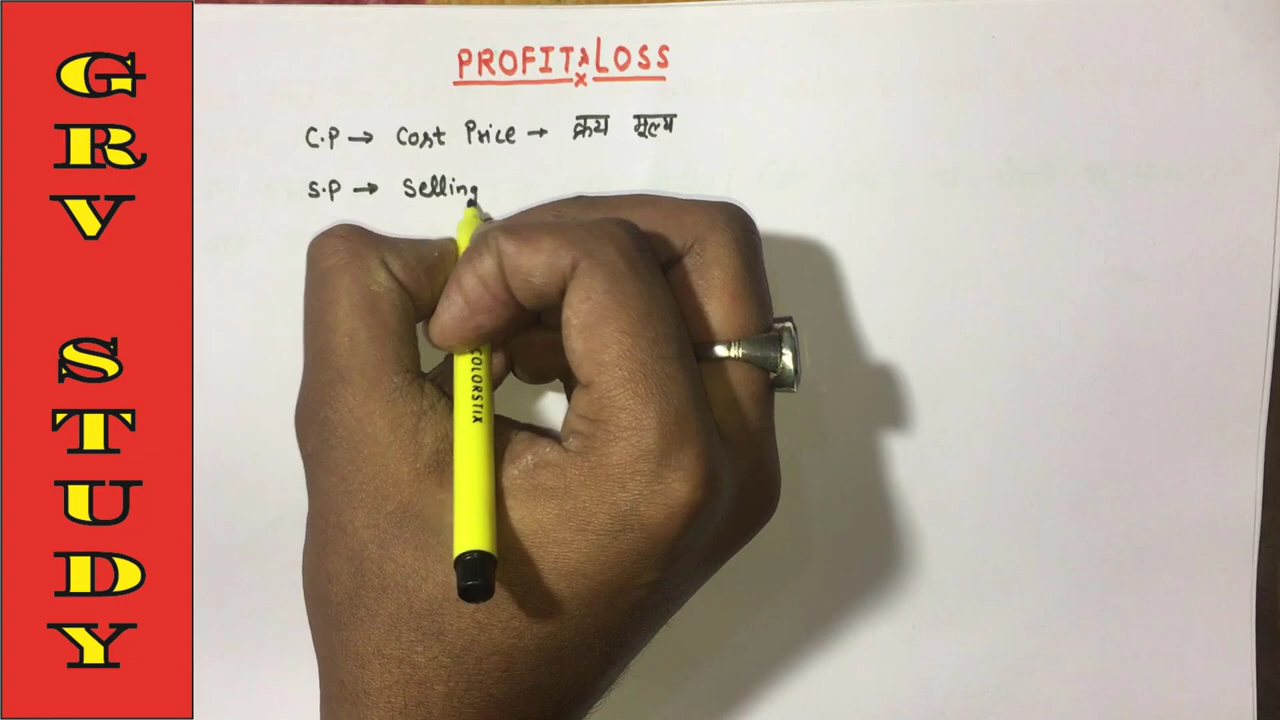 GRV STUDY
PROFIT & LOSS
C.P → Cost Price → क्रय मूल्य
S.P → Selling
COLORSTIX